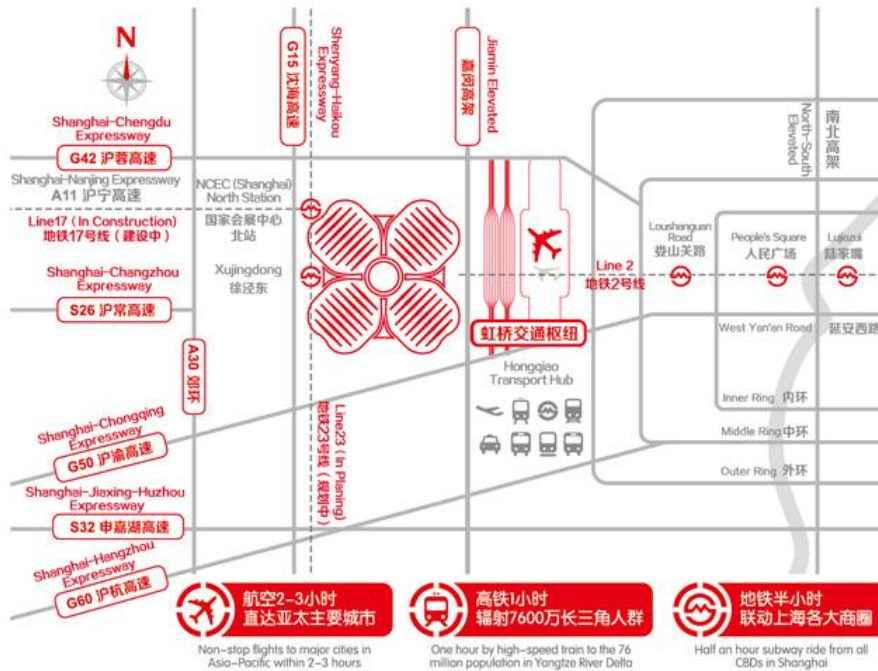 N
Shanghai-Chengdu
Expressway
G42 沪蓉高速
Shanghai-Nanjing Expressway
A11 沪宁高速
Line17 (In Construction)
地铁17号线 (建设中)
Shanghai-Changzhou
Expressway
S26 沪常高速
A30 郊环
Shanghai-Chongqing
Expressway
G50 沪渝高速
Shanghai-Jiaxing-Huzhou
Expressway
S32 申嘉湖高速
Shanghai-Hangzhou
Expressway
G60 沪杭高速
G15 沈海高速
Shenyang-Haikou
Expressway
NCEC (Shanghai)
North Station
国家会展中心
北站
Xujingdong
徐泾东
Line23 (In Planing)
地铁23号线 (规划中)
Jiamin Elevated
嘉闵高架
虹桥交通枢纽
Hongqiao
Transport Hub
Line 2
地铁2号线
North-South
Elevated
南北高架
Loushanguan
Road
娄山关路
People's Square
人民广场
Lujiazui
陆家嘴
West Yan'an Road 延安西路
Inner Ring 内环
Middle Ring 中环
Outer Ring 外环
航空2-3小时
直达亚太主要城市
Non-stop flights to major cities in
Asia-Pacific within 2-3 hours
高铁1小时
辐射7600万长三角人群
One hour by high-speed train to the 76
million population in Yangtze River Delta
地铁半小时
联动上海各大商圈
Half an hour subway ride from all
CBDs in Shanghai